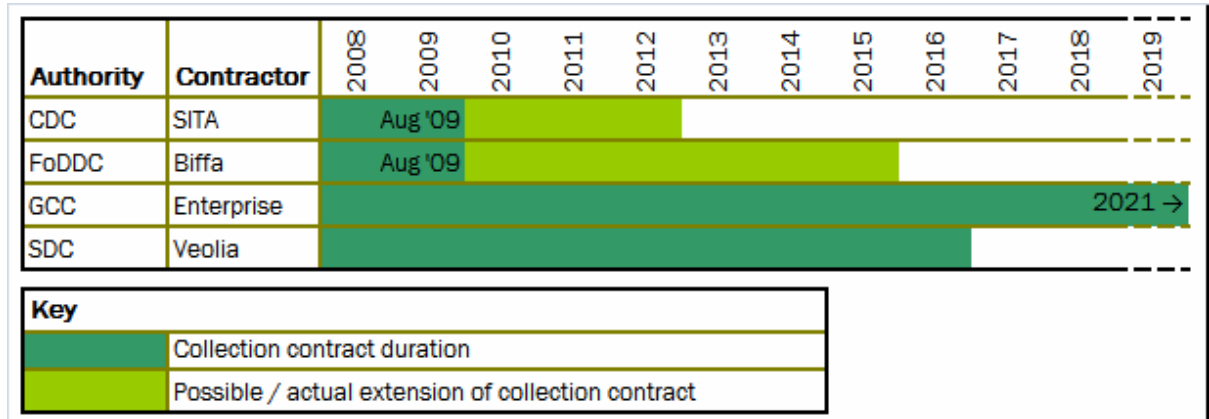 Authority Contractor 2008 2009 2010 2011 2012 2013 2014 2015 2016 2017 2018 2019
CDC SITA Aug '09
FoDDC Biffa Aug '09
GCC Enterprise 2021 →
SDC Veolia
Key
Collection contract duration
Possible / actual extension of collection contract